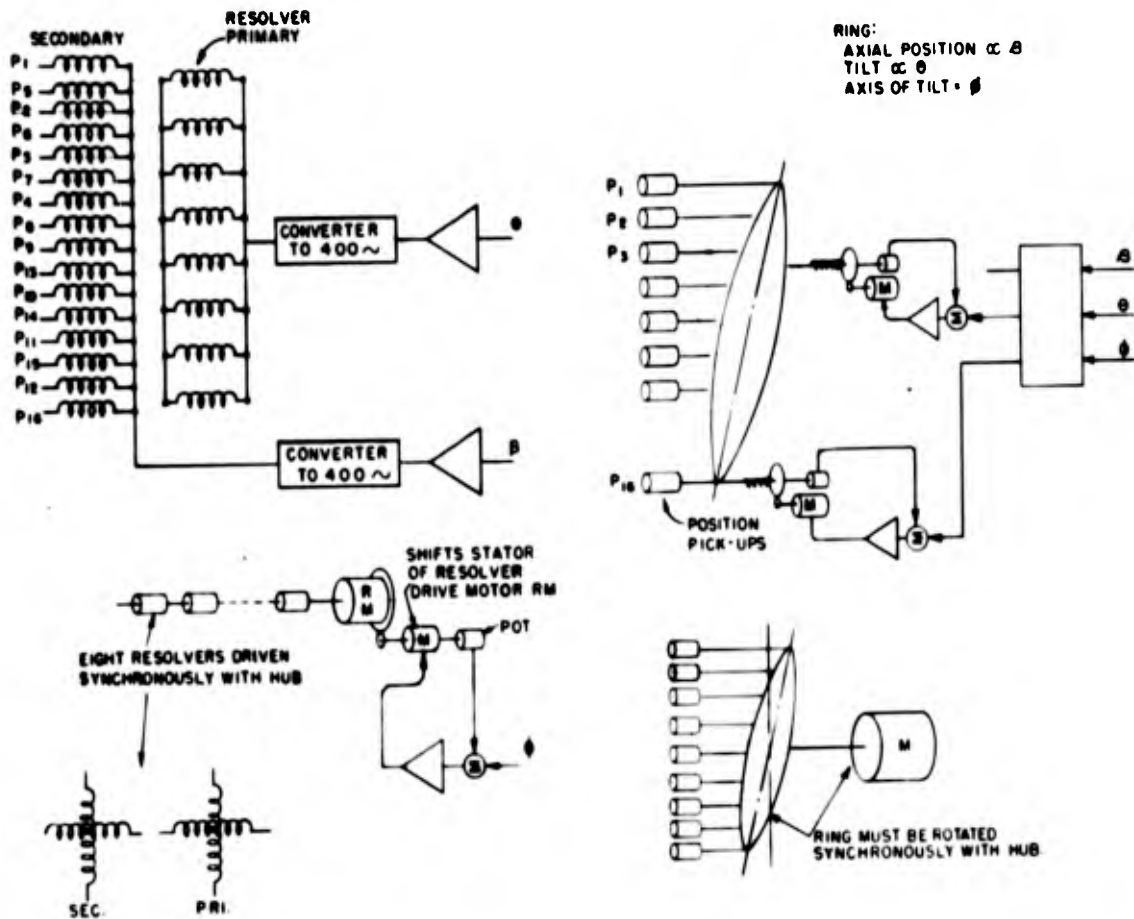 RESOLVER
PRIMARY
SECONDARY
P1
P5
P2
P6
P3
P7
P4
P8
P9
P13
P10
P14
P11
P15
P12
P16
CONVERTER
TO 400 ~
θ
CONVERTER
TO 400 ~
β
RING:
AXIAL POSITION ∝ β
TILT ∝ θ
AXIS OF TILT = ϕ
P1
P2
P3
P16
M
Σ
M
Σ
β
θ
ϕ
POSITION
PICK-UPS
SHIFTS STATOR
OF RESOLVER
DRIVE MOTOR RM
R
M
M
POT
EIGHT RESOLVERS DRIVEN
SYNCHRONOUSLY WITH HUB
Σ
ϕ
SEC.
PRI.
M
RING MUST BE ROTATED
SYNCHRONOUSLY WITH HUB.